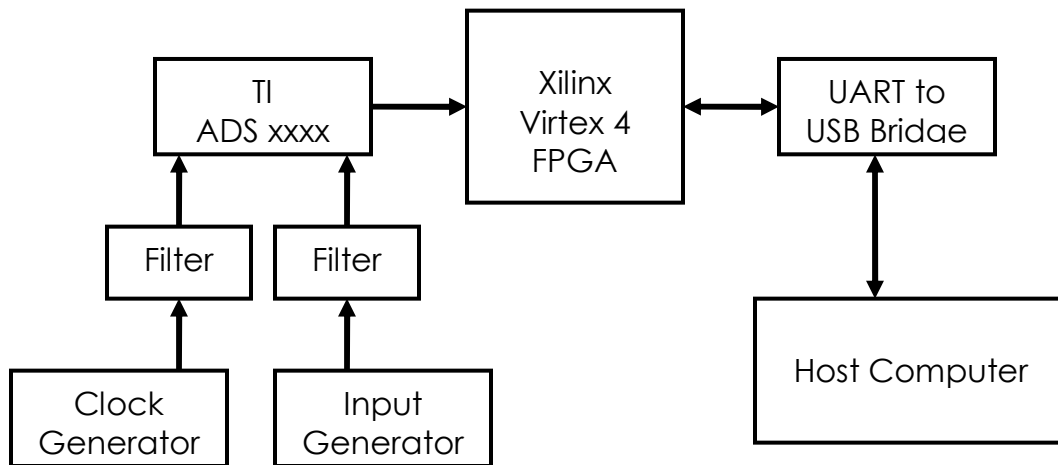 TI
ADS xxxx
Xilinx
Virtex 4
FPGA
UART to
USB Bridge
Filter
Filter
Clock
Generator
Input
Generator
Host Computer